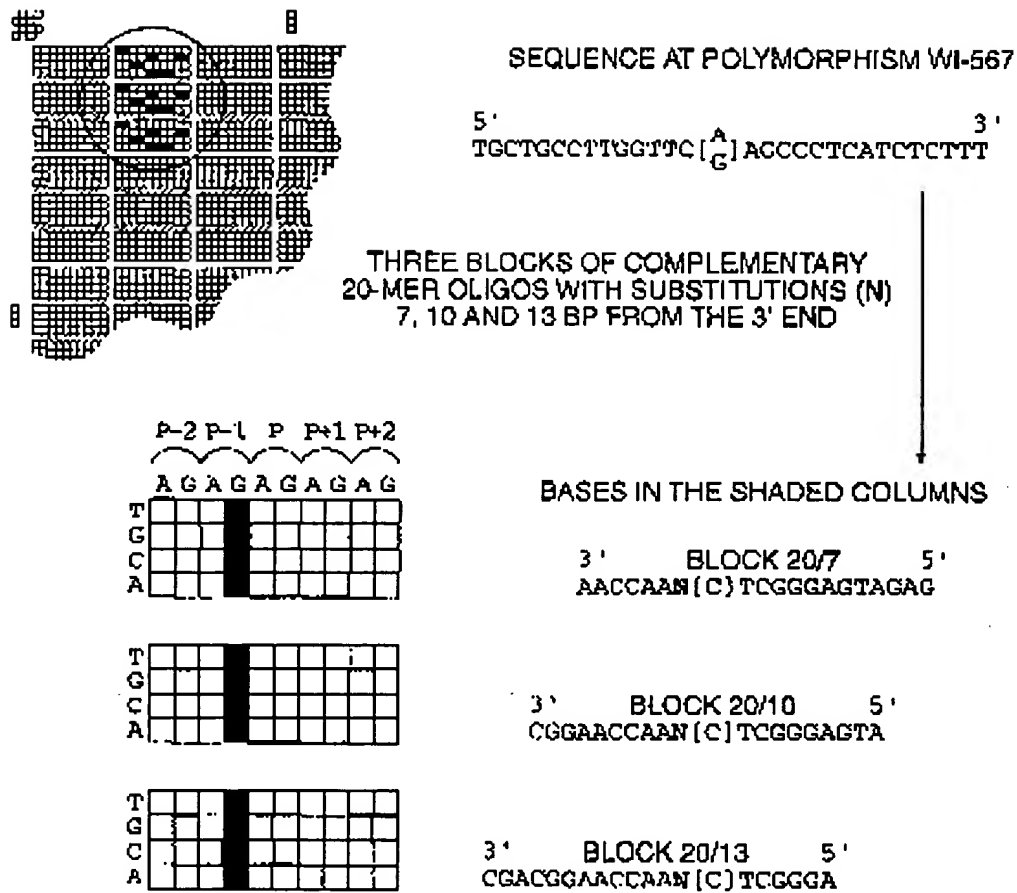 SEQUENCE AT POLYMORPHISM WI-567
5' 3'
A
TGCTGCCTTGGTTC[ ]AGCCCTCATCTCTTT
G
THREE BLOCKS OF COMPLEMENTARY
20-MER OLIGOS WITH SUBSTITUTIONS (N)
7, 10 AND 13 BP FROM THE 3' END
P-2 P-1 P P+1 P+2
A G A G A G A G A G
T
G
C
A
BASES IN THE SHADED COLUMNS
3' BLOCK 20/7 5'
AACCAAN[C]TCGGGAGTAGAG
T
G
C
A
3' BLOCK 20/10 5'
CGGAACCAAN[C]TCGGGAGTA
T
G
C
A
3' BLOCK 20/13 5'
CGACGGAACCAAN[C]TCGGGA